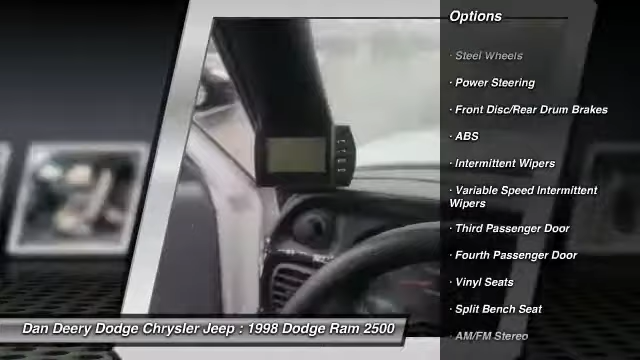 Options
· Steel Wheels
· Power Steering
· Front Disc/Rear Drum Brakes
· ABS
· Intermittent Wipers
· Variable Speed Intermittent
Wipers
· Third Passenger Door
· Fourth Passenger Door
· Vinyl Seats
· Split Bench Seat
· AM/FM Stereo
Dan Deery Dodge Chrysler Jeep : 1998 Dodge Ram 2500